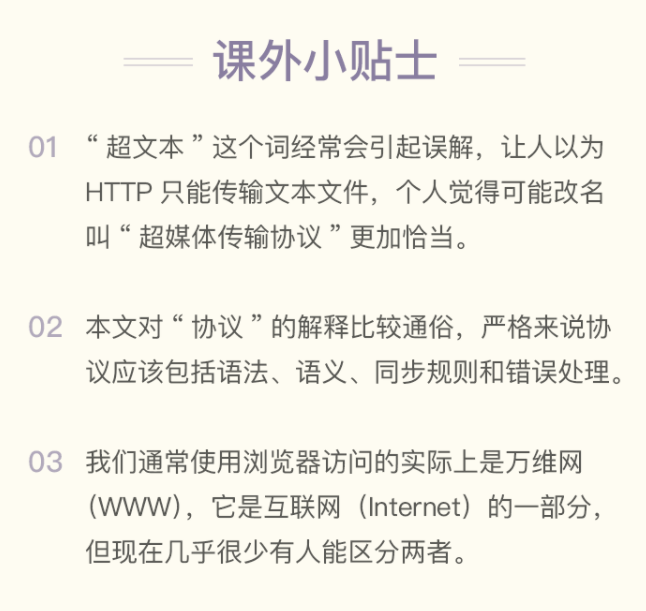 课外小贴士
01 “超文本”这个词经常会引起误解，让人以为
HTTP 只能传输文本文件，个人觉得可能改名
叫“超媒体传输协议”更加恰当。
02 本文对“协议”的解释比较通俗，严格来说协
议应该包括语法、语义、同步规则和错误处理。
03 我们通常使用浏览器访问的实际上是万维网
（WWW），它是互联网（Internet）的一部分，
但现在几乎很少有人能区分两者。